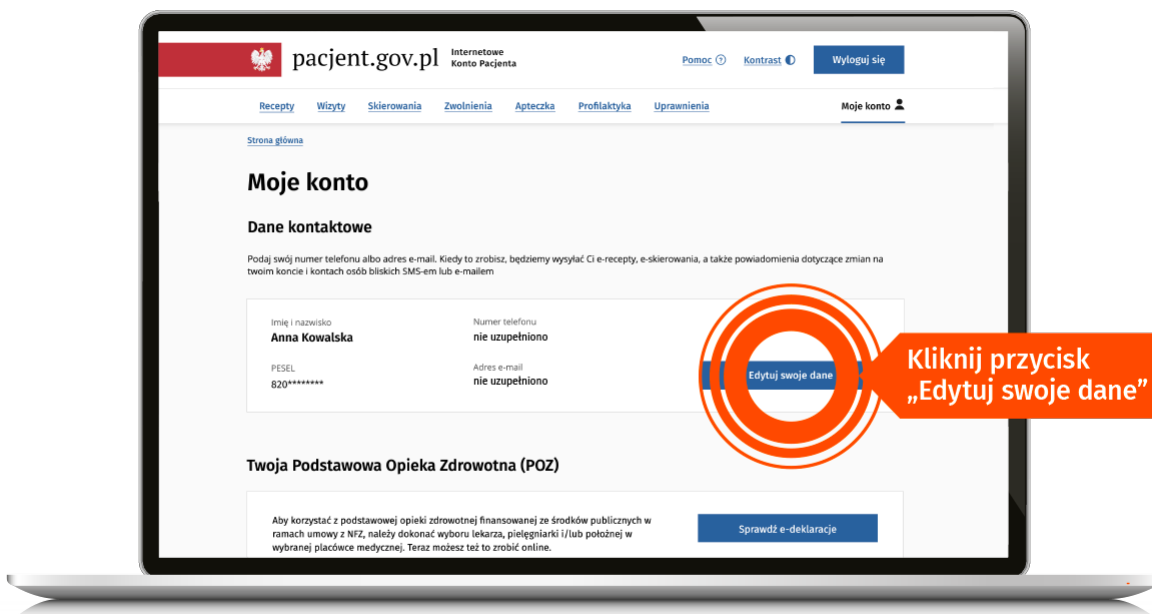 pacjent.gov.pl
Internetowe
Konto Pacjenta
Pomoc
Kontrast
Wyloguj się
Recepty Wizyty Skierowania Zwolnienia Apteczka Profilaktyka Uprawnienia Moje konto
Strona główna
Moje konto
Dane kontaktowe
Podaj swój numer telefonu albo adres e-mail. Kiedy to zrobisz, będziemy wysyłać Ci e-recepty, e-skierowania, a także powiadomienia dotyczące zmian na
twoim koncie i kontach osób bliskich SMS-em lub e-mailem
Imię i nazwisko
Anna Kowalska
Numer telefonu
nie uzupełniono
PESEL
820********
Adres e-mail
nie uzupełniono
Edytuj swoje dane
Kliknij przycisk
„Edytuj swoje dane”
Twoja Podstawowa Opieka Zdrowotna (POZ)
Aby korzystać z podstawowej opieki zdrowotnej finansowanej ze środków publicznych w
ramach umowy z NFZ, należy dokonać wyboru lekarza, pielęgniarki i/lub położnej w
wybranej placówce medycznej. Teraz możesz też to zrobić online.
Sprawdź e-deklaracje